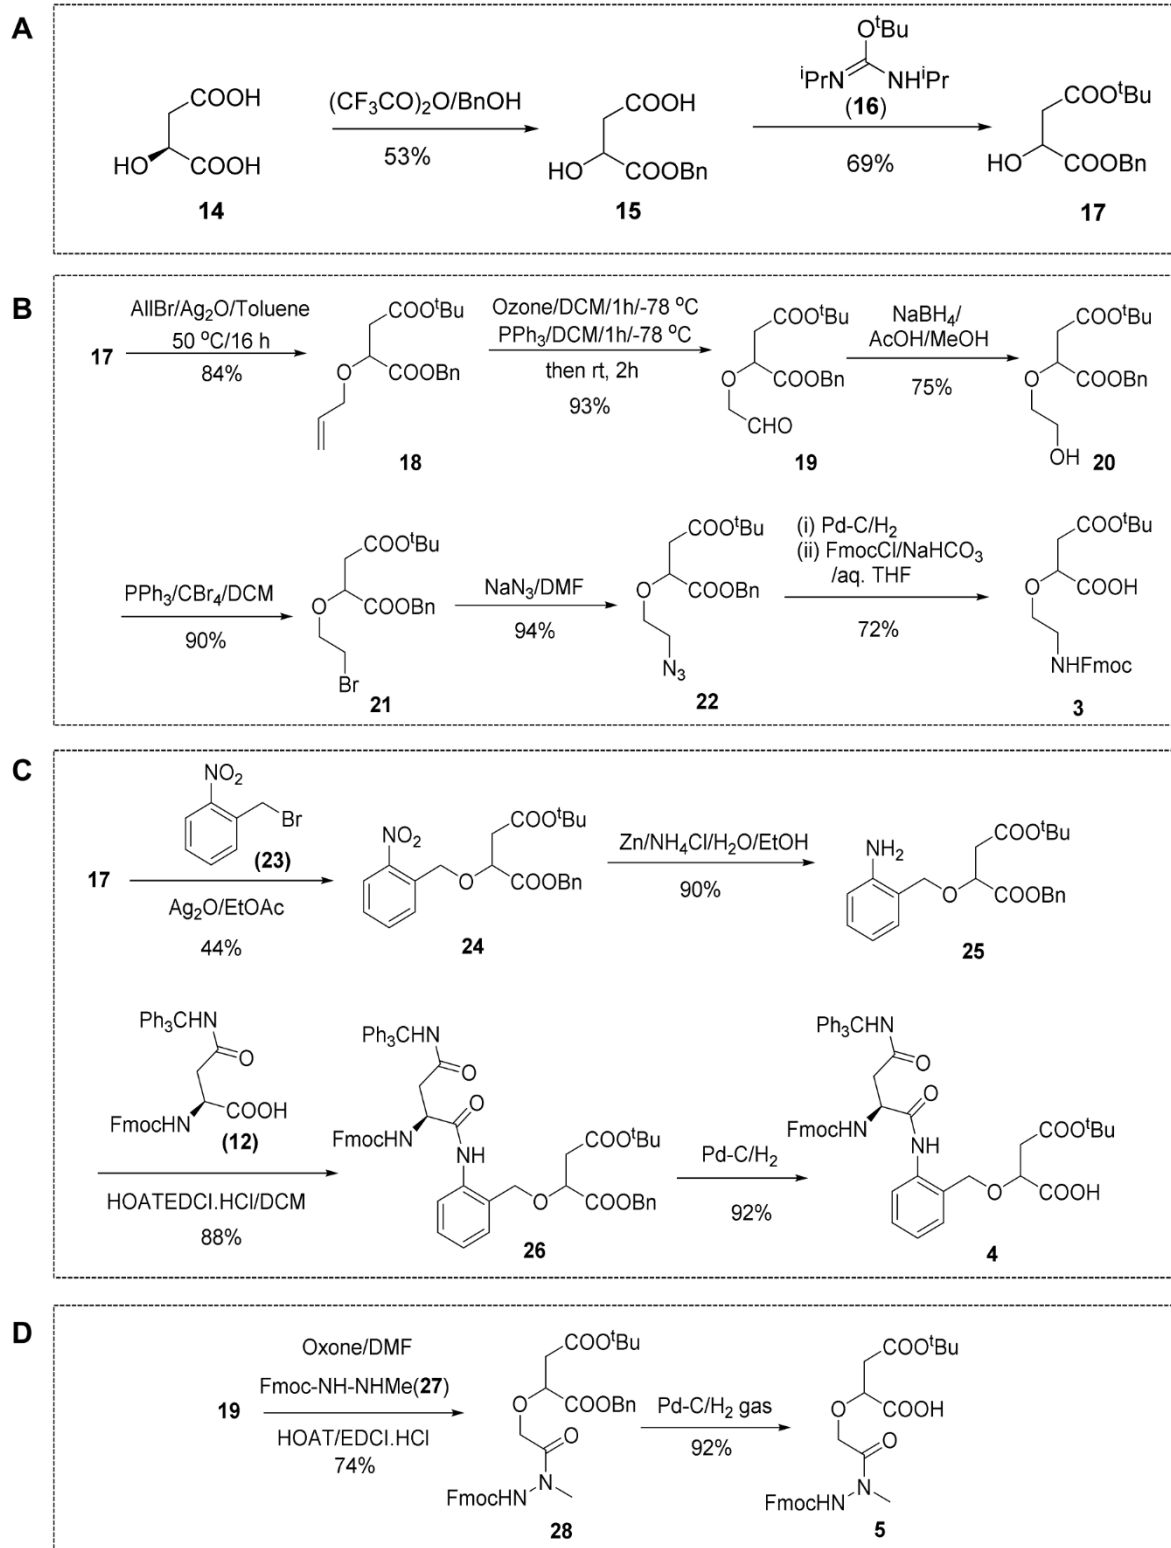 A
COOH
HO
COOH
14
(CF₃CO)₂O/BnOH
53%
COOH
HO
COOBn
15
OᵗBu
ⁱPrN
NHⁱPr
(16)
69%
COOᵗBu
HO
COOBn
17
B
17
AllBr/Ag₂O/Toluene
50 °C/16 h
84%
COOᵗBu
COOBn
O
18
Ozone/DCM/1h/-78 °C
PPh₃/DCM/1h/-78 °C
then rt, 2h
93%
COOᵗBu
COOBn
O
CHO
19
NaBH₄/
AcOH/MeOH
75%
COOᵗBu
COOBn
O
OH
20
PPh₃/CBr₄/DCM
90%
COOᵗBu
COOBn
O
Br
21
NaN₃/DMF
94%
COOᵗBu
COOBn
O
N₃
22
(i) Pd-C/H₂
(ii) FmocCl/NaHCO₃
/aq. THF
72%
COOᵗBu
COOH
O
NHFmoc
3
C
17
NO₂
Br
(23)
Ag₂O/EtOAc
44%
NO₂
COOᵗBu
O
COOBn
24
Zn/NH₄Cl/H₂O/EtOH
90%
NH₂
COOᵗBu
O
COOBn
25
Ph₃CHN
O
FmocHN
COOH
(12)
HOATEDCI.HCl/DCM
88%
Ph₃CHN
O
O
FmocHN
NH
COOᵗBu
O
COOBn
26
Pd-C/H₂
92%
Ph₃CHN
O
O
FmocHN
NH
COOᵗBu
O
COOH
4
D
19
Oxone/DMF
Fmoc-NH-NHMe(27)
HOAT/EDCI.HCl
74%
COOᵗBu
COOBn
O
O
N
FmocHN
28
Pd-C/H₂ gas
92%
COOᵗBu
COOH
O
O
N
FmocHN
5